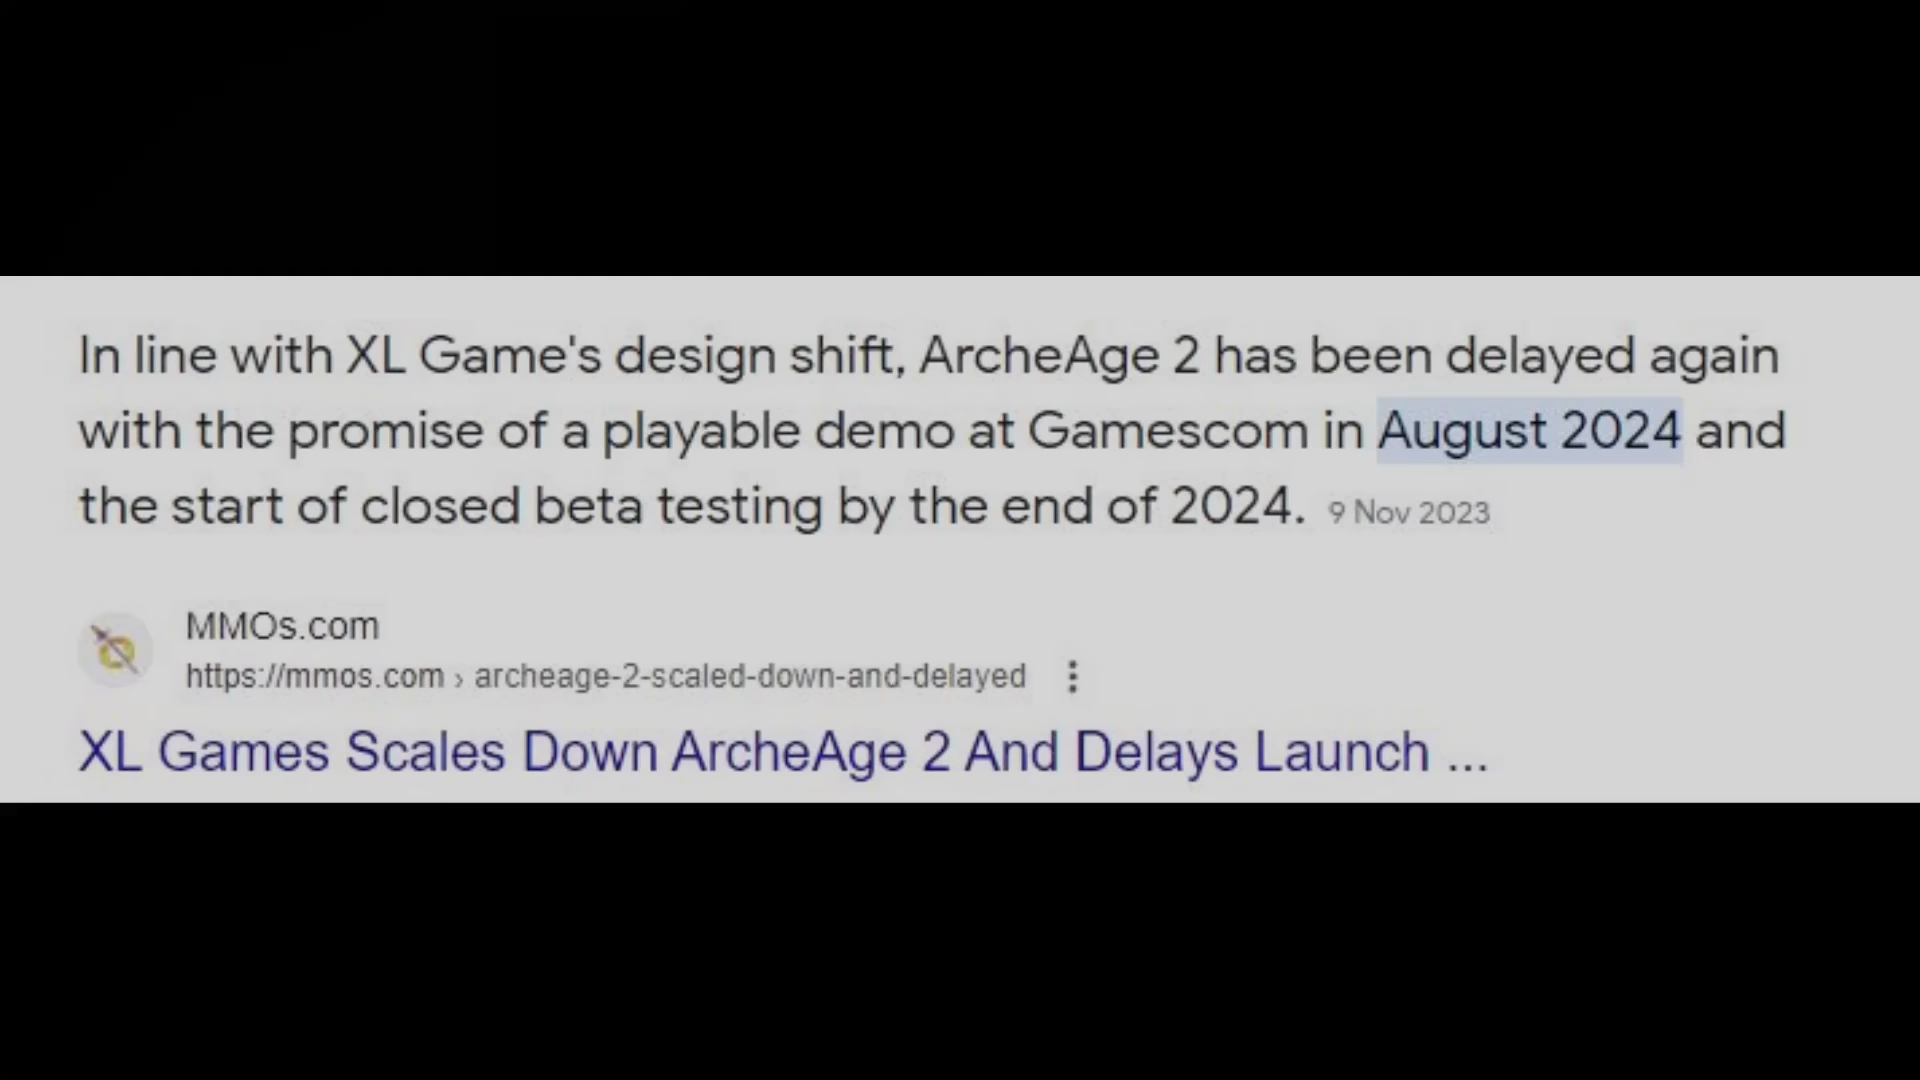 In line with XL Game's design shift, ArcheAge 2 has been delayed again
with the promise of a playable demo at Gamescom in August 2024 and
the start of closed beta testing by the end of 2024. 9 Nov 2023
MMOs.com
https://mmos.com › archeage-2-scaled-down-and-delayed
XL Games Scales Down ArcheAge 2 And Delays Launch ...